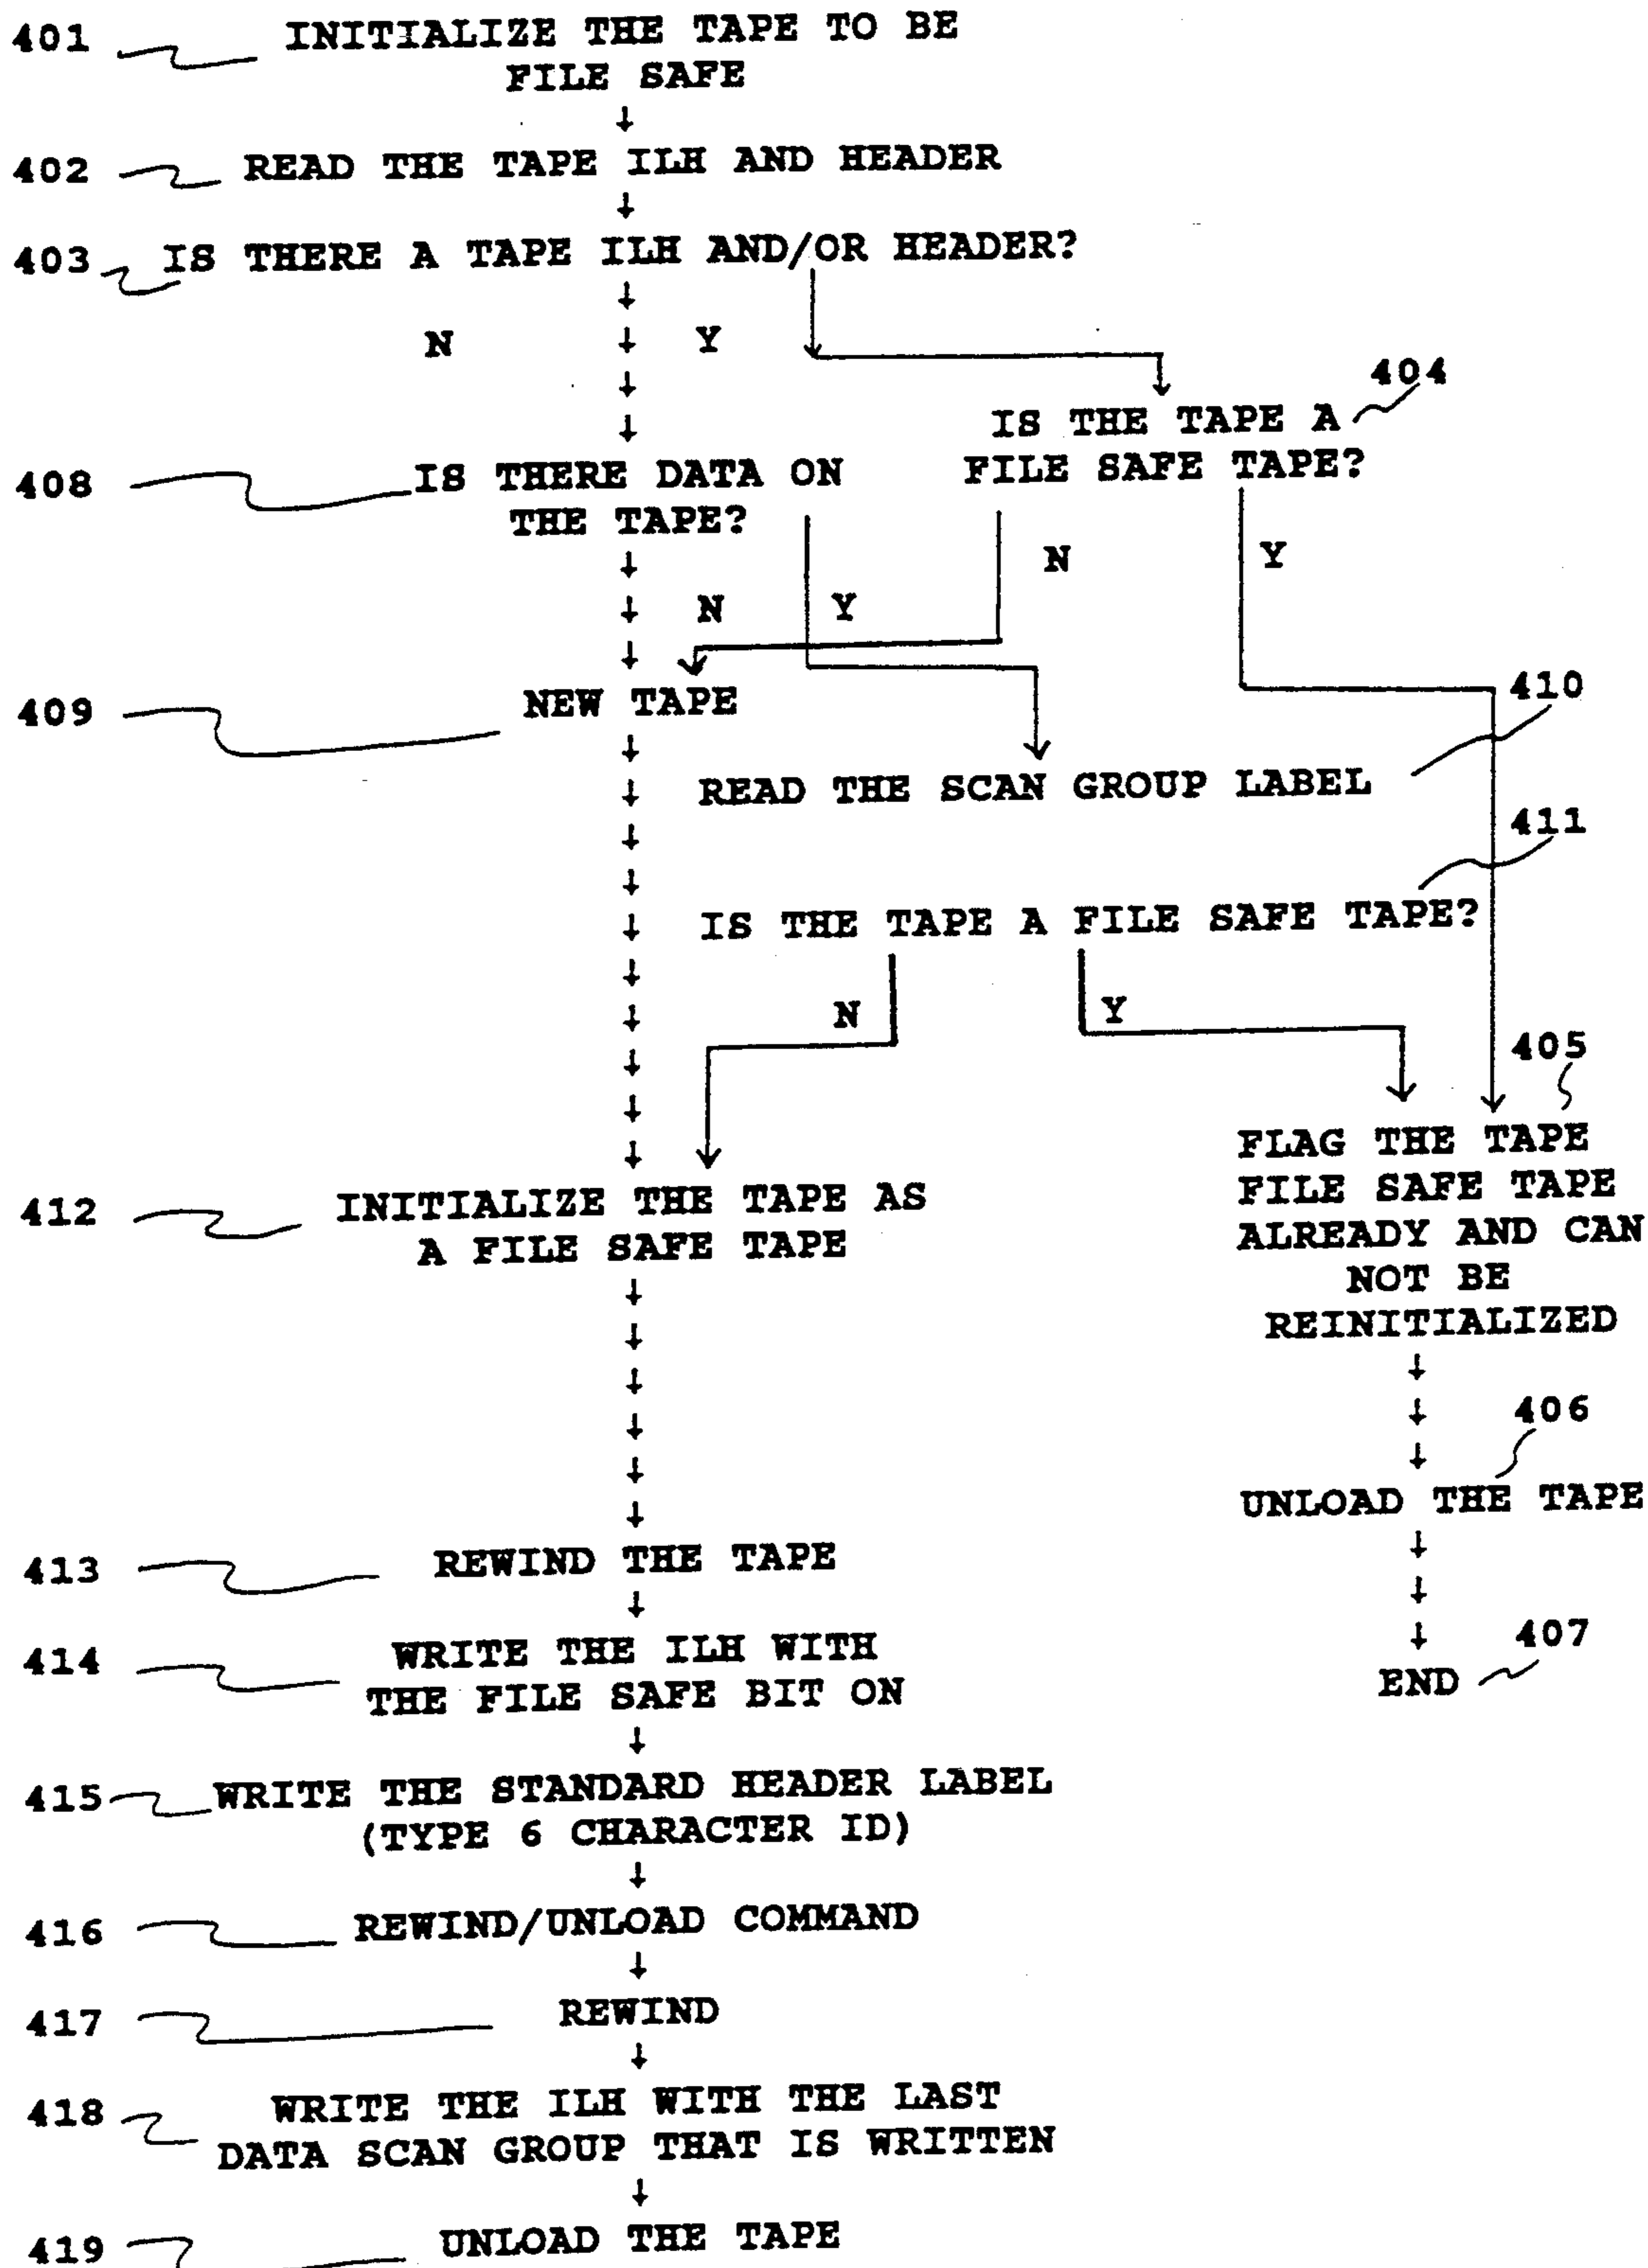 401 INITIALIZE THE TAPE TO BE
FILE SAFE
402 READ THE TAPE ILH AND HEADER
403 IS THERE A TAPE ILH AND/OR HEADER?
N Y
404
IS THE TAPE A
FILE SAFE TAPE?
408 IS THERE DATA ON
THE TAPE?
N Y
N Y
409 NEW TAPE
410
READ THE SCAN GROUP LABEL
411
IS THE TAPE A FILE SAFE TAPE?
N Y
405
FLAG THE TAPE
FILE SAFE TAPE
ALREADY AND CAN
NOT BE
REINITIALIZED
412 INITIALIZE THE TAPE AS
A FILE SAFE TAPE
406
UNLOAD THE TAPE
407
END
413 REWIND THE TAPE
414 WRITE THE ILH WITH
THE FILE SAFE BIT ON
415 WRITE THE STANDARD HEADER LABEL
(TYPE 6 CHARACTER ID)
416 REWIND/UNLOAD COMMAND
417 REWIND
418 WRITE THE ILH WITH THE LAST
DATA SCAN GROUP THAT IS WRITTEN
419 UNLOAD THE TAPE